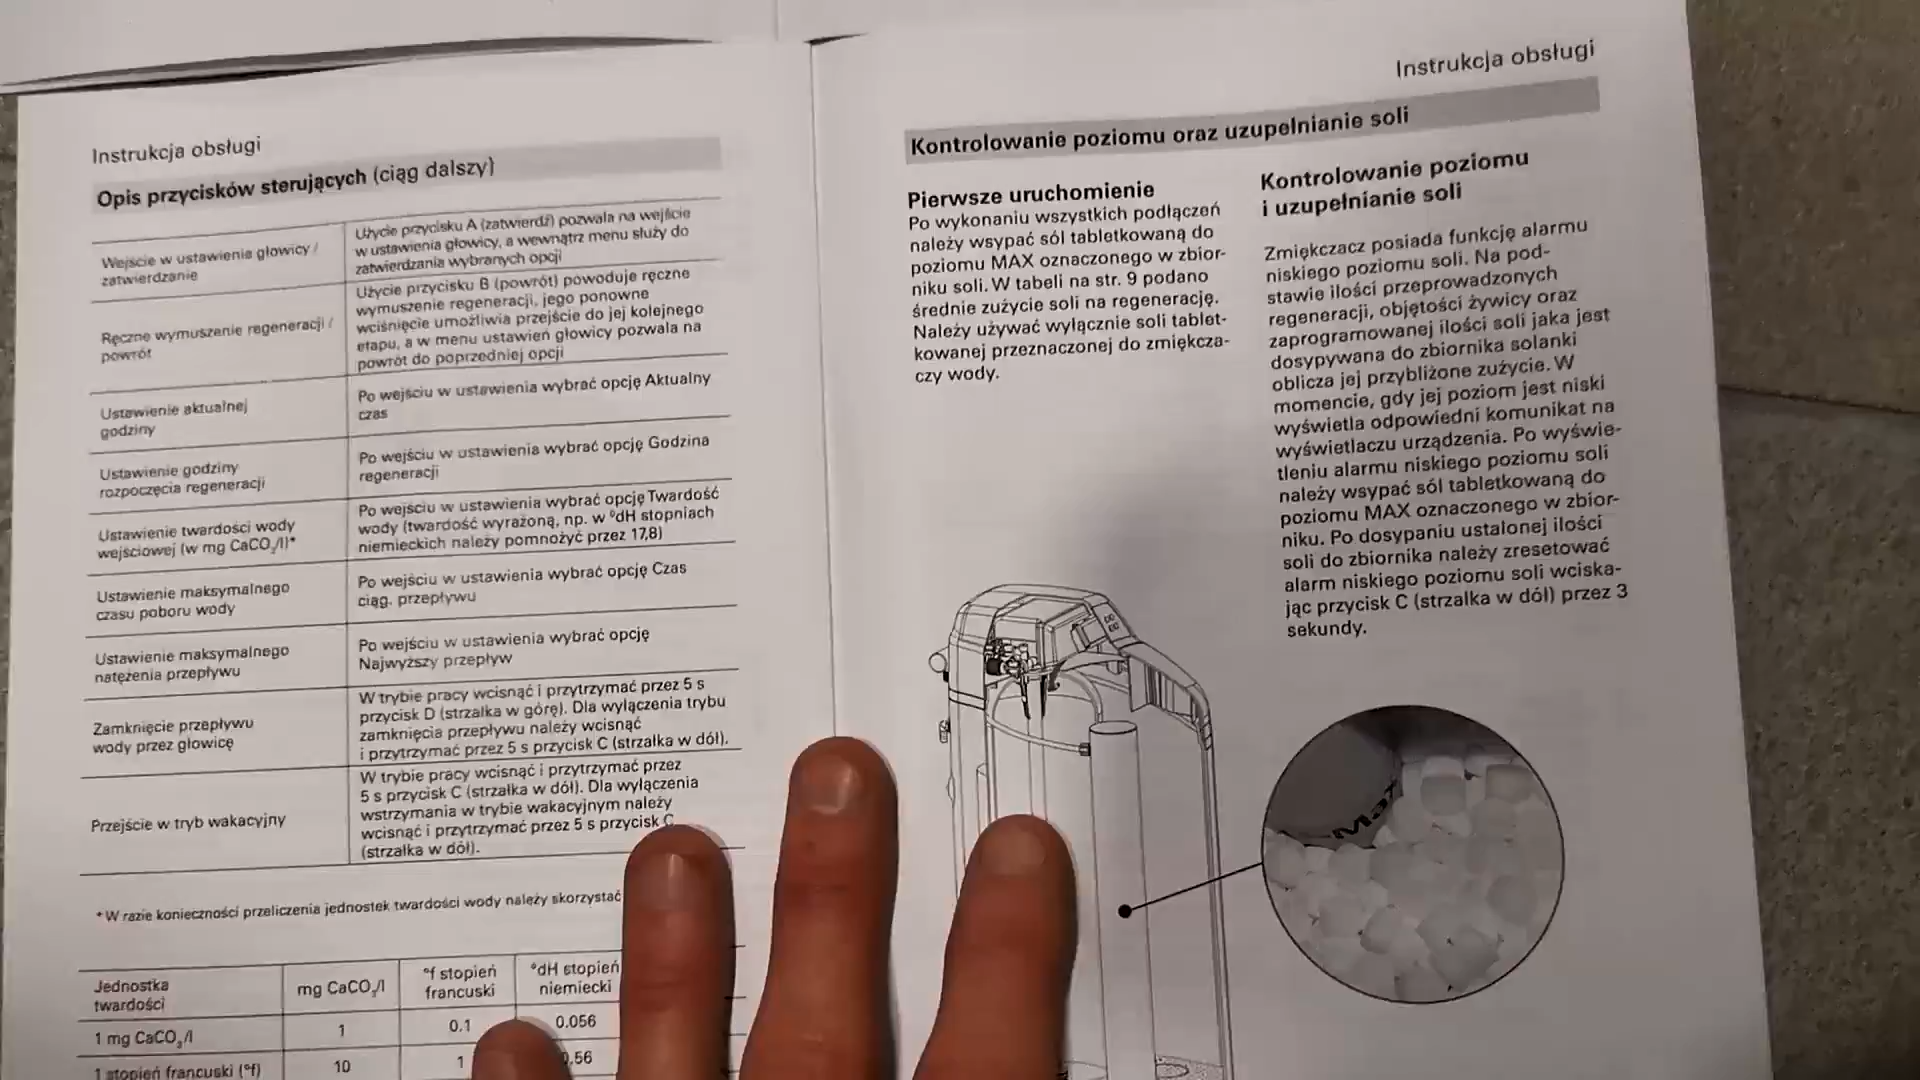 Instrukcja obsługi
Opis przycisków sterujących (ciąg dalszy)
Wejście w ustawienia głowicy /
zatwierdzanie
Użycie przycisku A (zatwierdź) pozwala na wejście
w ustawienia głowicy, a wewnątrz menu służy do
zatwierdzania wybranych opcji
Ręczne wymuszenie regeneracji /
powrót
Użycie przycisku B (powrót) powoduje ręczne
wymuszenie regeneracji, jego ponowne
wciśnięcie umożliwia przejście do jej kolejnego
etapu, a w menu ustawień głowicy pozwala na
powrót do poprzedniej opcji
Ustawienie aktualnej
godziny
Po wejściu w ustawienia wybrać opcję Aktualny
czas
Ustawienie godziny
rozpoczęcia regeneracji
Po wejściu w ustawienia wybrać opcję Godzina
regeneracji
Ustawienie twardości wody
wejściowej (w mg CaCO₃/l)*
Po wejściu w ustawienia wybrać opcję Twardość
wody (twardość wyrażoną, np. w °dH stopniach
niemieckich należy pomnożyć przez 17,8)
Ustawienie maksymalnego
czasu poboru wody
Po wejściu w ustawienia wybrać opcję Czas
ciąg. przepływu
Ustawienie maksymalnego
natężenia przepływu
Po wejściu w ustawienia wybrać opcję
Najwyższy przepływ
Zamknięcie przepływu
wody przez głowicę
W trybie pracy wcisnąć i przytrzymać przez 5 s
przycisk D (strzałka w górę). Dla wyłączenia trybu
zamknięcia przepływu należy wcisnąć
i przytrzymać przez 5 s przycisk C (strzałka w dół).
Przejście w tryb wakacyjny
W trybie pracy wcisnąć i przytrzymać przez
5 s przycisk C (strzałka w dół). Dla wyłączenia
wstrzymania w trybie wakacyjnym należy
wcisnąć i przytrzymać przez 5 s przycisk C
(strzałka w dół).
* W razie konieczności przeliczenia jednostek twardości wody należy skorzystać
Jednostka
twardości
mg CaCO₃/l
°f stopień
francuski
°dH stopień
niemiecki
1 mg CaCO₃/l
1
0.1
0.056
1 stopień francuski (°f)
10
1
0,56
Instrukcja obsługi
Kontrolowanie poziomu oraz uzupełnianie soli
Pierwsze uruchomienie
Po wykonaniu wszystkich podłączeń
należy wsypać sól tabletkowaną do
poziomu MAX oznaczonego w zbior-
niku soli. W tabeli na str. 9 podano
średnie zużycie soli na regenerację.
Należy używać wyłącznie soli tablet-
kowanej przeznaczonej do zmiękcza-
czy wody.
Kontrolowanie poziomu
i uzupełnianie soli
Zmiękczacz posiada funkcję alarmu
niskiego poziomu soli. Na pod-
stawie ilości przeprowadzonych
regeneracji, objętości żywicy oraz
zaprogramowanej ilości soli jaka jest
dosypywana do zbiornika solanki
oblicza jej przybliżone zużycie. W
momencie, gdy jej poziom jest niski
wyświetla odpowiedni komunikat na
wyświetlaczu urządzenia. Po wyświe-
tleniu alarmu niskiego poziomu soli
należy wsypać sól tabletkowaną do
poziomu MAX oznaczonego w zbior-
niku. Po dosypaniu ustalonej ilości
soli do zbiornika należy zresetować
alarm niskiego poziomu soli wciska-
jąc przycisk C (strzałka w dół) przez 3
sekundy.
Max